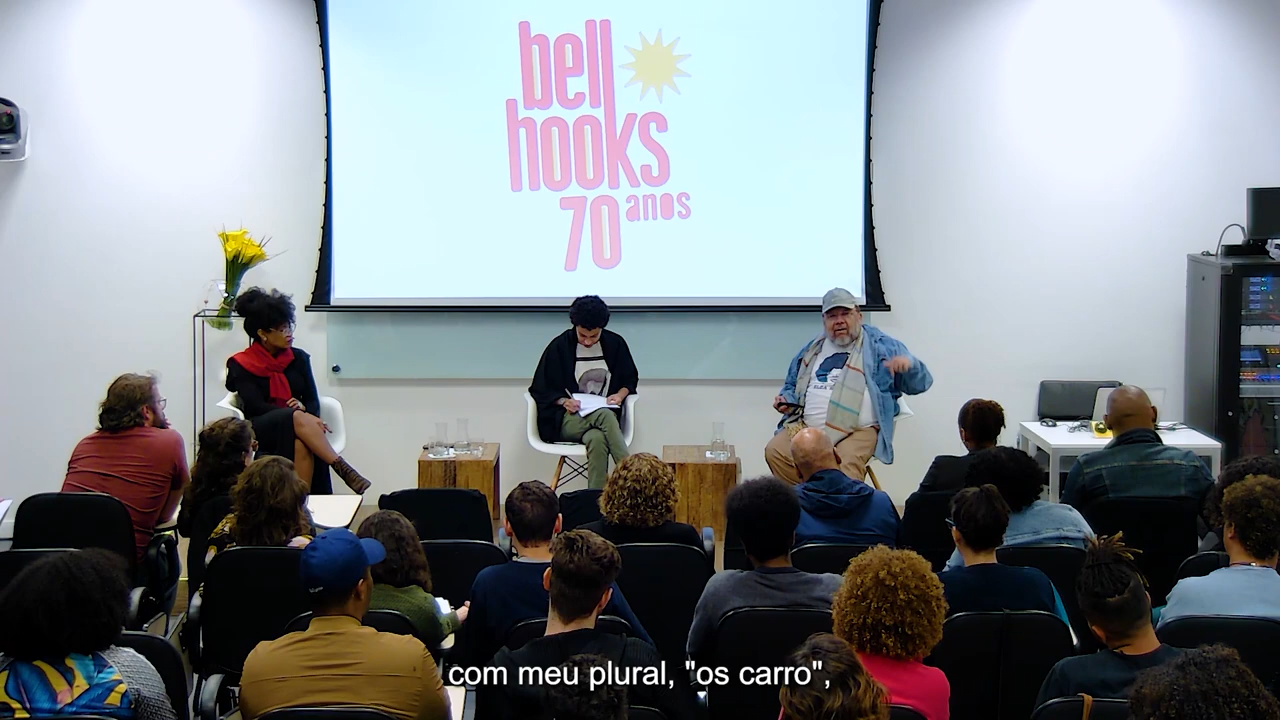 bell
hooks
70 anos
com meu plural, "os carro",